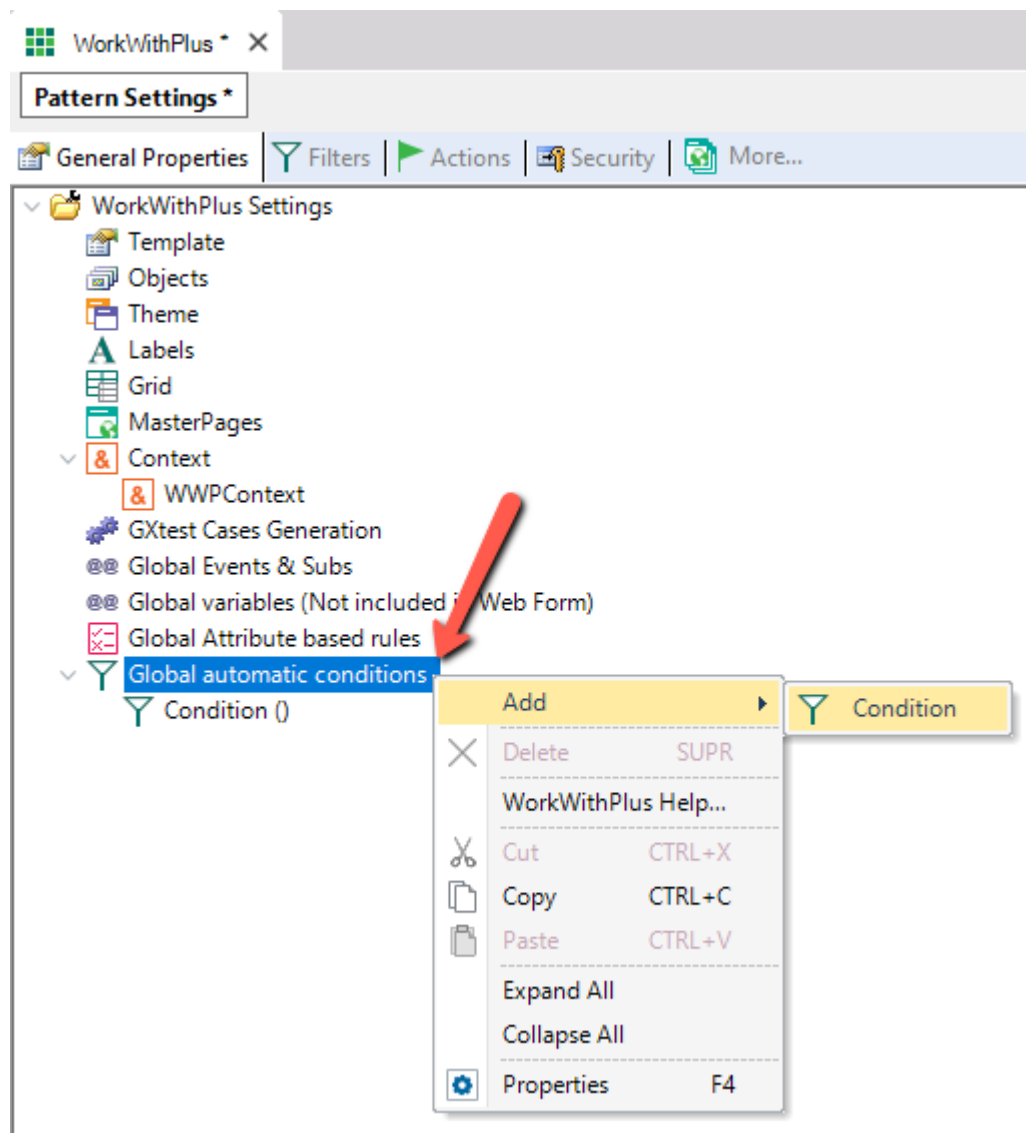 WorkWithPlus *
Pattern Settings *
General Properties Filters Actions Security More...
WorkWithPlus Settings
Template
Objects
Theme
A Labels
Grid
MasterPages
& Context
& WWPContext
GXtest Cases Generation
@@ Global Events & Subs
@@ Global variables (Not included Web Form)
Global Attribute based rules
Global automatic conditions
Condition ()
Add
Condition
Delete SUPR
WorkWithPlus Help...
Cut CTRL+X
Copy CTRL+C
Paste CTRL+V
Expand All
Collapse All
Properties F4